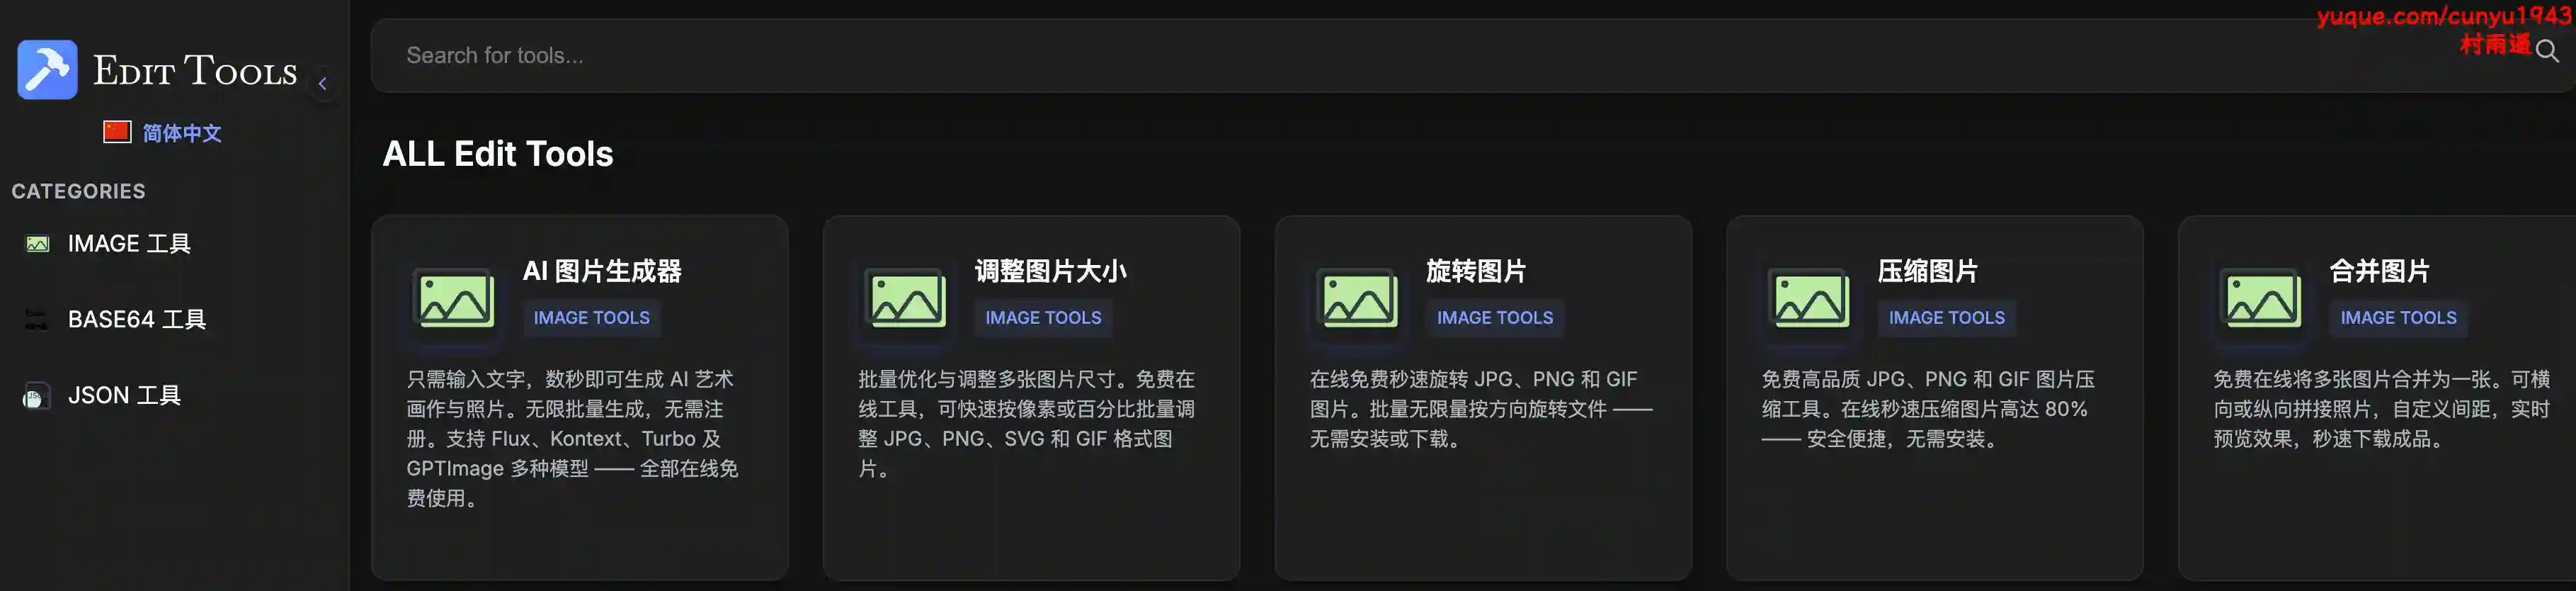 EDIT TOOLS
简体中文
CATEGORIES
IMAGE 工具
BASE64 工具
JSON 工具
Search for tools...
yuque.com/cunyu1943
村雨遥
ALL Edit Tools
AI 图片生成器
IMAGE TOOLS
只需输入文字，数秒即可生成 AI 艺术
画作与照片。无限批量生成，无需注
册。支持 Flux、Kontext、Turbo 及
GPTImage 多种模型 —— 全部在线免
费使用。
调整图片大小
IMAGE TOOLS
批量优化与调整多张图片尺寸。免费在
线工具，可快速按像素或百分比批量调
整 JPG、PNG、SVG 和 GIF 格式图
片。
旋转图片
IMAGE TOOLS
在线免费秒速旋转 JPG、PNG 和 GIF
图片。批量无限量按方向旋转文件 ——
无需安装或下载。
压缩图片
IMAGE TOOLS
免费高品质 JPG、PNG 和 GIF 图片压
缩工具。在线秒速压缩图片高达 80%
—— 安全便捷，无需安装。
合并图片
IMAGE TOOLS
免费在线将多张图片合并为一张。可横
向或纵向拼接照片，自定义间距，实时
预览效果，秒速下载成品。